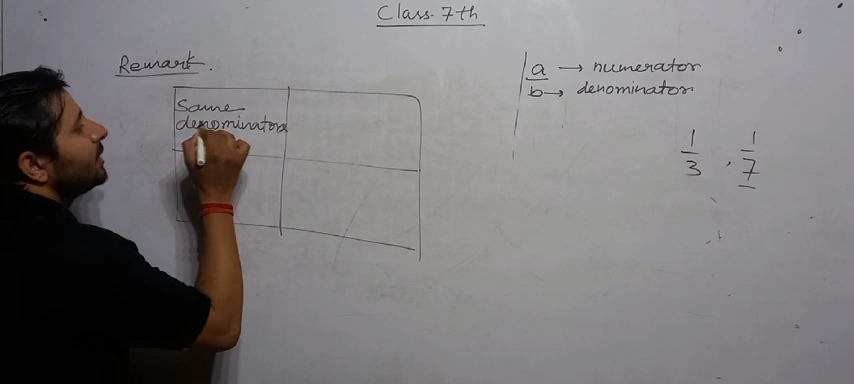 Class 7th
Remark.
Same
denominators
a → numerator
b → denominator
1/3, 1/7